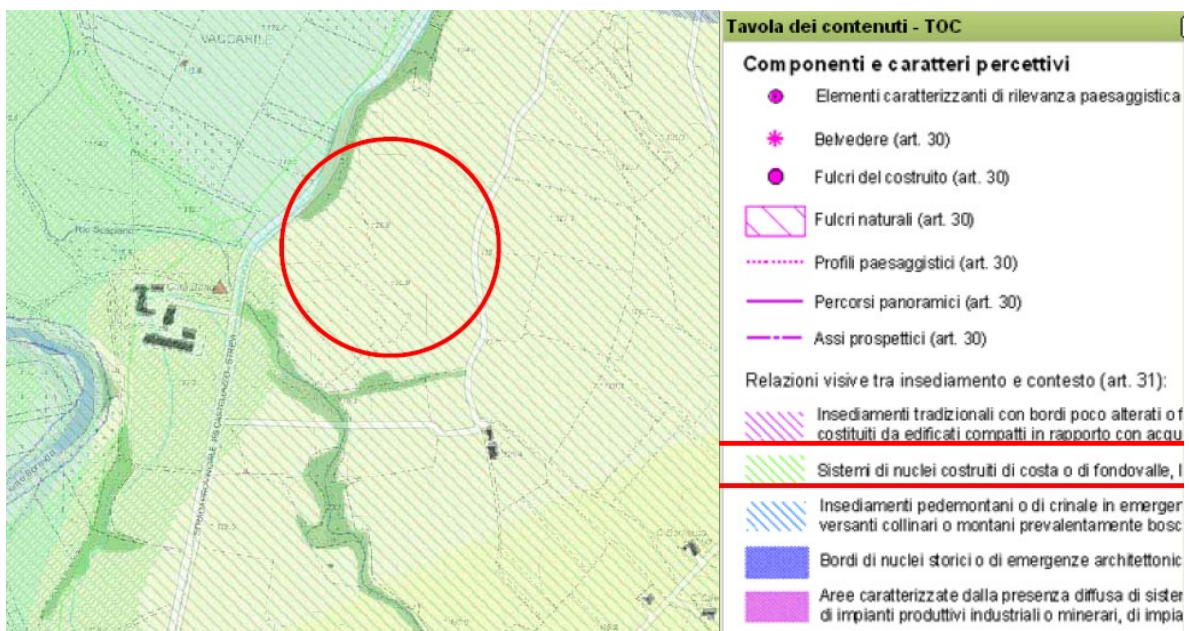 VACCARILE
Rio Scapiano
STRADA PROVINCIALE
Tavola dei contenuti - TOC
Componenti e caratteri percettivi
Elementi caratterizzanti di rilevanza paesaggistica
Belvedere (art. 30)
Fulcri del costruito (art. 30)
Fulcri naturali (art. 30)
Profili paesaggistici (art. 30)
Percorsi panoramici (art. 30)
Assi prospettici (art. 30)
Relazioni visive tra insediamento e contesto (art. 31):
Insediamenti tradizionali con bordi poco alterati o f
costituiti da edificati compatti in rapporto con acqu
Sistemi di nuclei costruiti di costa o di fondovalle, l
Insediamenti pedemontani o di crinale in emerger
versanti collinari o montani prevalentemente bosc
Bordi di nuclei storici o di emergenze architettonic
Aree caratterizzate dalla presenza diffusa di sister
di impianti produttivi industriali o minerari, di impia